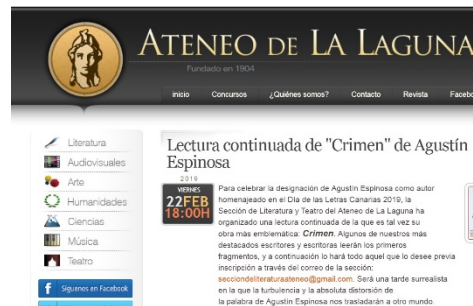 ATENEO DE LA LAGUNA
Fundado en 1904
inicio Concursos ¿Quiénes somos? Contacto Revista Facebo
Literatura
Audiovisuales
Arte
Humanidades
Ciencias
Música
Teatro
Síguenos en Facebook
Lectura continuada de "Crimen" de Agustín
Espinosa
2019
VIERNES
22FEB
18:00H
Para celebrar la designación de Agustín Espinosa como autor
homenajeado en el Día de las Letras Canarias 2019, la
Sección de Literatura y Teatro del Ateneo de La Laguna ha
organizado una lectura continuada de la que es tal vez su
obra más emblemática: Crimen. Algunos de nuestros más
destacados escritores y escritoras leerán los primeros
fragmentos, y a continuación lo hará todo aquel que lo desee previa
inscripción a través del correo de la sección:
secciondeliteraturaateneo@gmail.com. Será una tarde surrealista
en la que la turbulencia y la absoluta distorsión de
la palabra de Agustín Espinosa nos trasladarán a otro mundo.